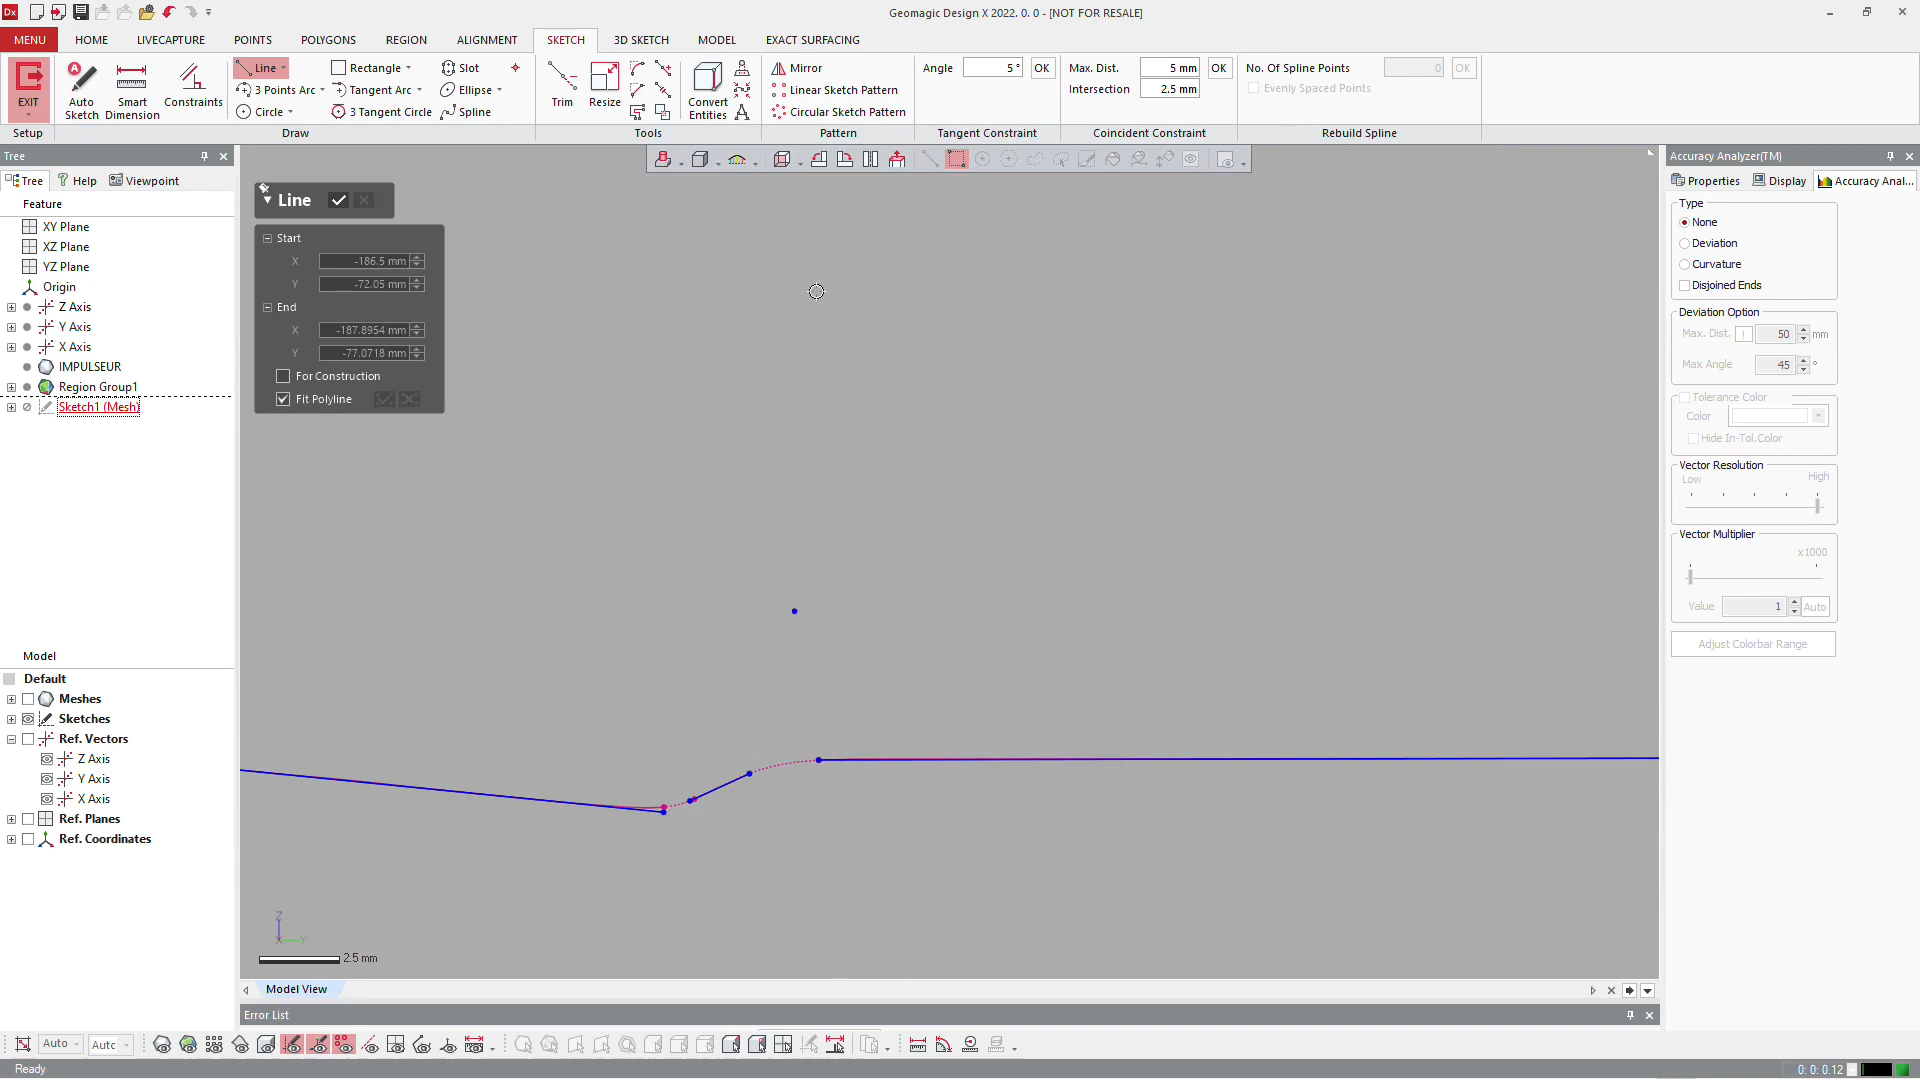 Dx
Geomagic Design X 2022. 0. 0 - [NOT FOR RESALE]
MENU HOME LIVECAPTURE POINTS POLYGONS REGION ALIGNMENT SKETCH 3D SKETCH MODEL EXACT SURFACING
EXIT
Auto Sketch
Smart Dimension
Constraints
Line Rectangle Slot
3 Points Arc Tangent Arc Ellipse
Circle 3 Tangent Circle Spline
Trim Resize
Convert Entities
Mirror
Linear Sketch Pattern
Circular Sketch Pattern
Angle 5 ° OK
Max. Dist. 5 mm OK
Intersection 2.5 mm
No. Of Spline Points 0 OK
Evenly Spaced Points
Setup Draw Tools Pattern Tangent Constraint Coincident Constraint Rebuild Spline
Tree
Tree Help Viewpoint
Feature
XY Plane
XZ Plane
YZ Plane
Origin
Z Axis
Y Axis
X Axis
IMPULSEUR
Region Group1
Sketch1 (Mesh)
Model
Default
Meshes
Sketches
Ref. Vectors
Z Axis
Y Axis
X Axis
Ref. Planes
Ref. Coordinates
Line
Start
X -186.5 mm
Y -72.05 mm
End
X -187.8954 mm
Y -77.0718 mm
For Construction
Fit Polyline
Z
X Y
2.5 mm
Model View
Error List
Accuracy Analyzer(TM)
Properties Display Accuracy Anal...
Type
None
Deviation
Curvature
Disjoined Ends
Deviation Option
Max. Dist. 50 mm
Max Angle 45 °
Tolerance Color
Color
Hide In-Tol.Color
Vector Resolution
Low High
Vector Multiplier
x1000
Value 1 Auto
Adjust Colorbar Range
Auto Auto
Ready
0: 0: 0.12